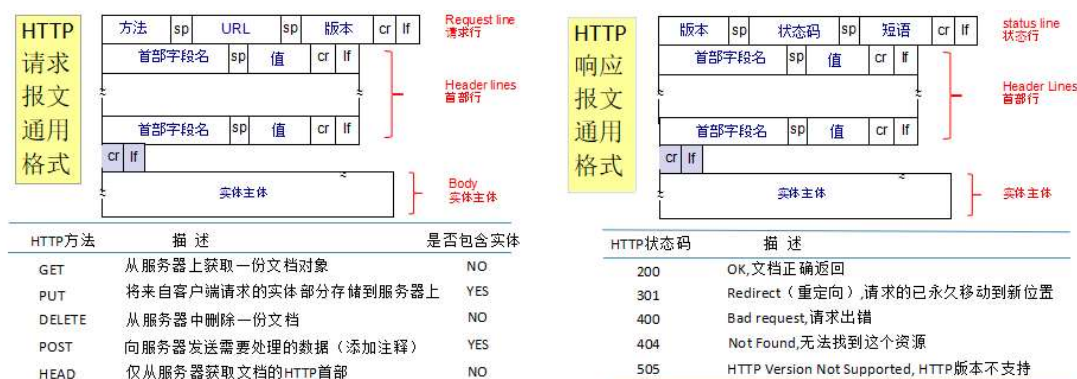 HTTP
请求
报文
通用
格式
方法 sp URL sp 版本 cr lf
首部字段名 sp 值 cr lf
首部字段名 sp 值 cr lf
cr lf
实体主体
Request line
请求行
Header lines
首部行
Body
实体主体
HTTP方法 描 述 是否包含实体
GET 从服务器上获取一份文档对象 NO
PUT 将来自客户端请求的实体部分存储到服务器上 YES
DELETE 从服务器中删除一份文档 NO
POST 向服务器发送需要处理的数据（添加注释） YES
HEAD 仅从服务器获取文档的HTTP首部 NO
HTTP
响应
报文
通用
格式
版本 sp 状态码 sp 短语 cr lf
首部字段名 sp 值 cr lf
首部字段名 sp 值 cr lf
cr lf
实体主体
status line
状态行
Header Lines
首部行
实体主体
HTTP状态码 描 述
200 OK,文档正确返回
301 Redirect（重定向）,请求的已永久移动到新位置
400 Bad request,请求出错
404 Not Found,无法找到这个资源
505 HTTP Version Not Supported, HTTP版本不支持